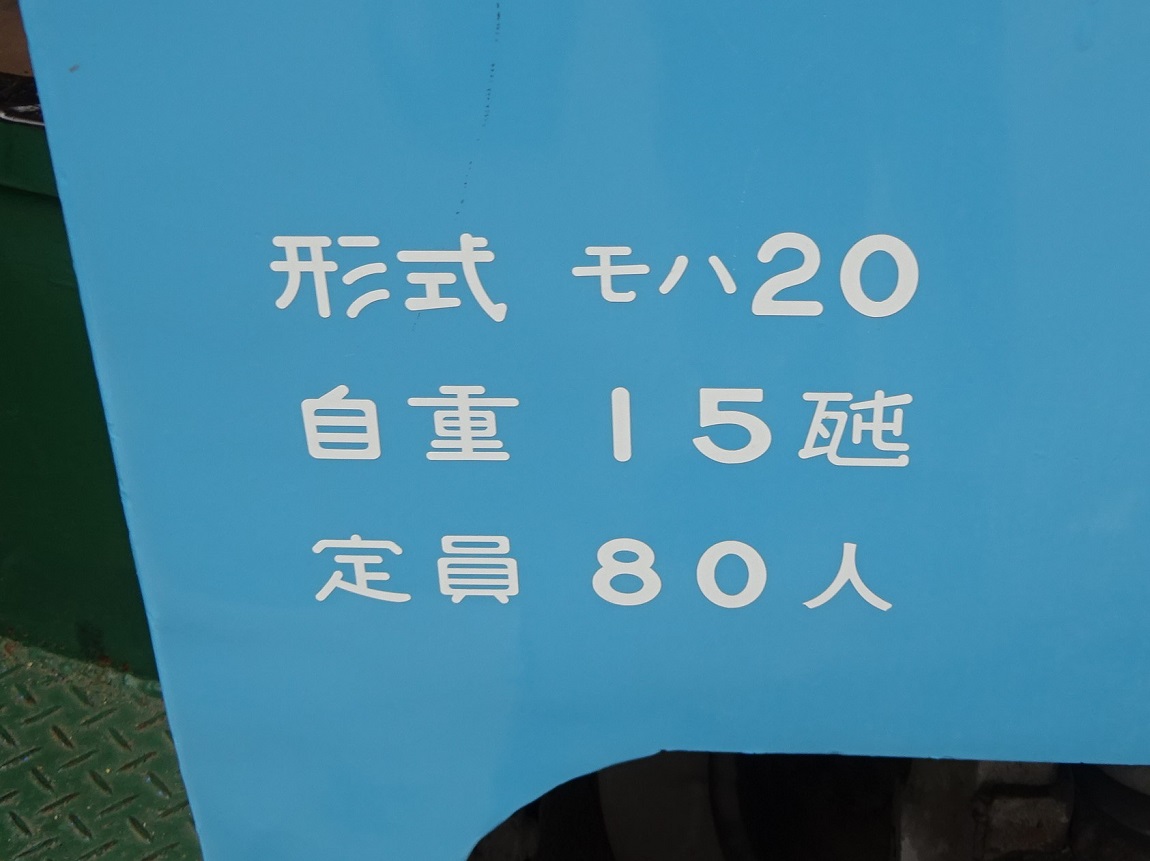 形式 モハ20
自重 15瓲
定員 80人